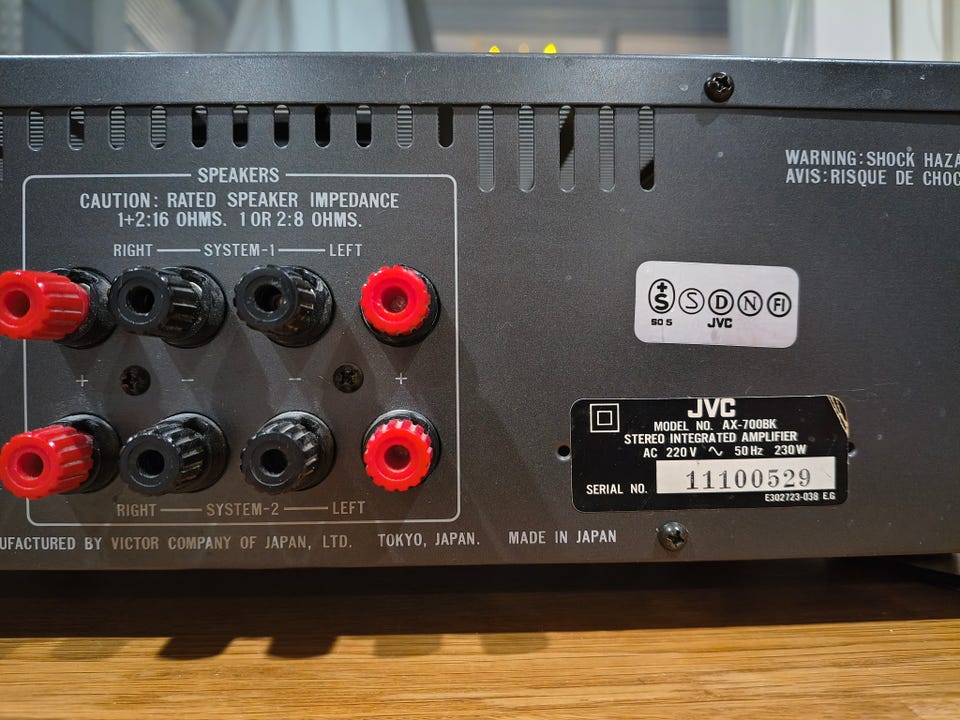 SPEAKERS
CAUTION: RATED SPEAKER IMPEDANCE
1+2:16 OHMS. 1 OR 2:8 OHMS.
RIGHT SYSTEM-1 LEFT
+ − − +
RIGHT SYSTEM-2 LEFT
UFACTURED BY VICTOR COMPANY OF JAPAN, LTD. TOKYO, JAPAN. MADE IN JAPAN
WARNING: SHOCK HAZA
AVIS: RISQUE DE CHOC
+S S D N FI
SO 5 JVC
JVC
MODEL NO. AX-700BK
STEREO INTEGRATED AMPLIFIER
AC 220V ∿ 50Hz 230W
SERIAL NO. 11100529
E302723-038 E.G